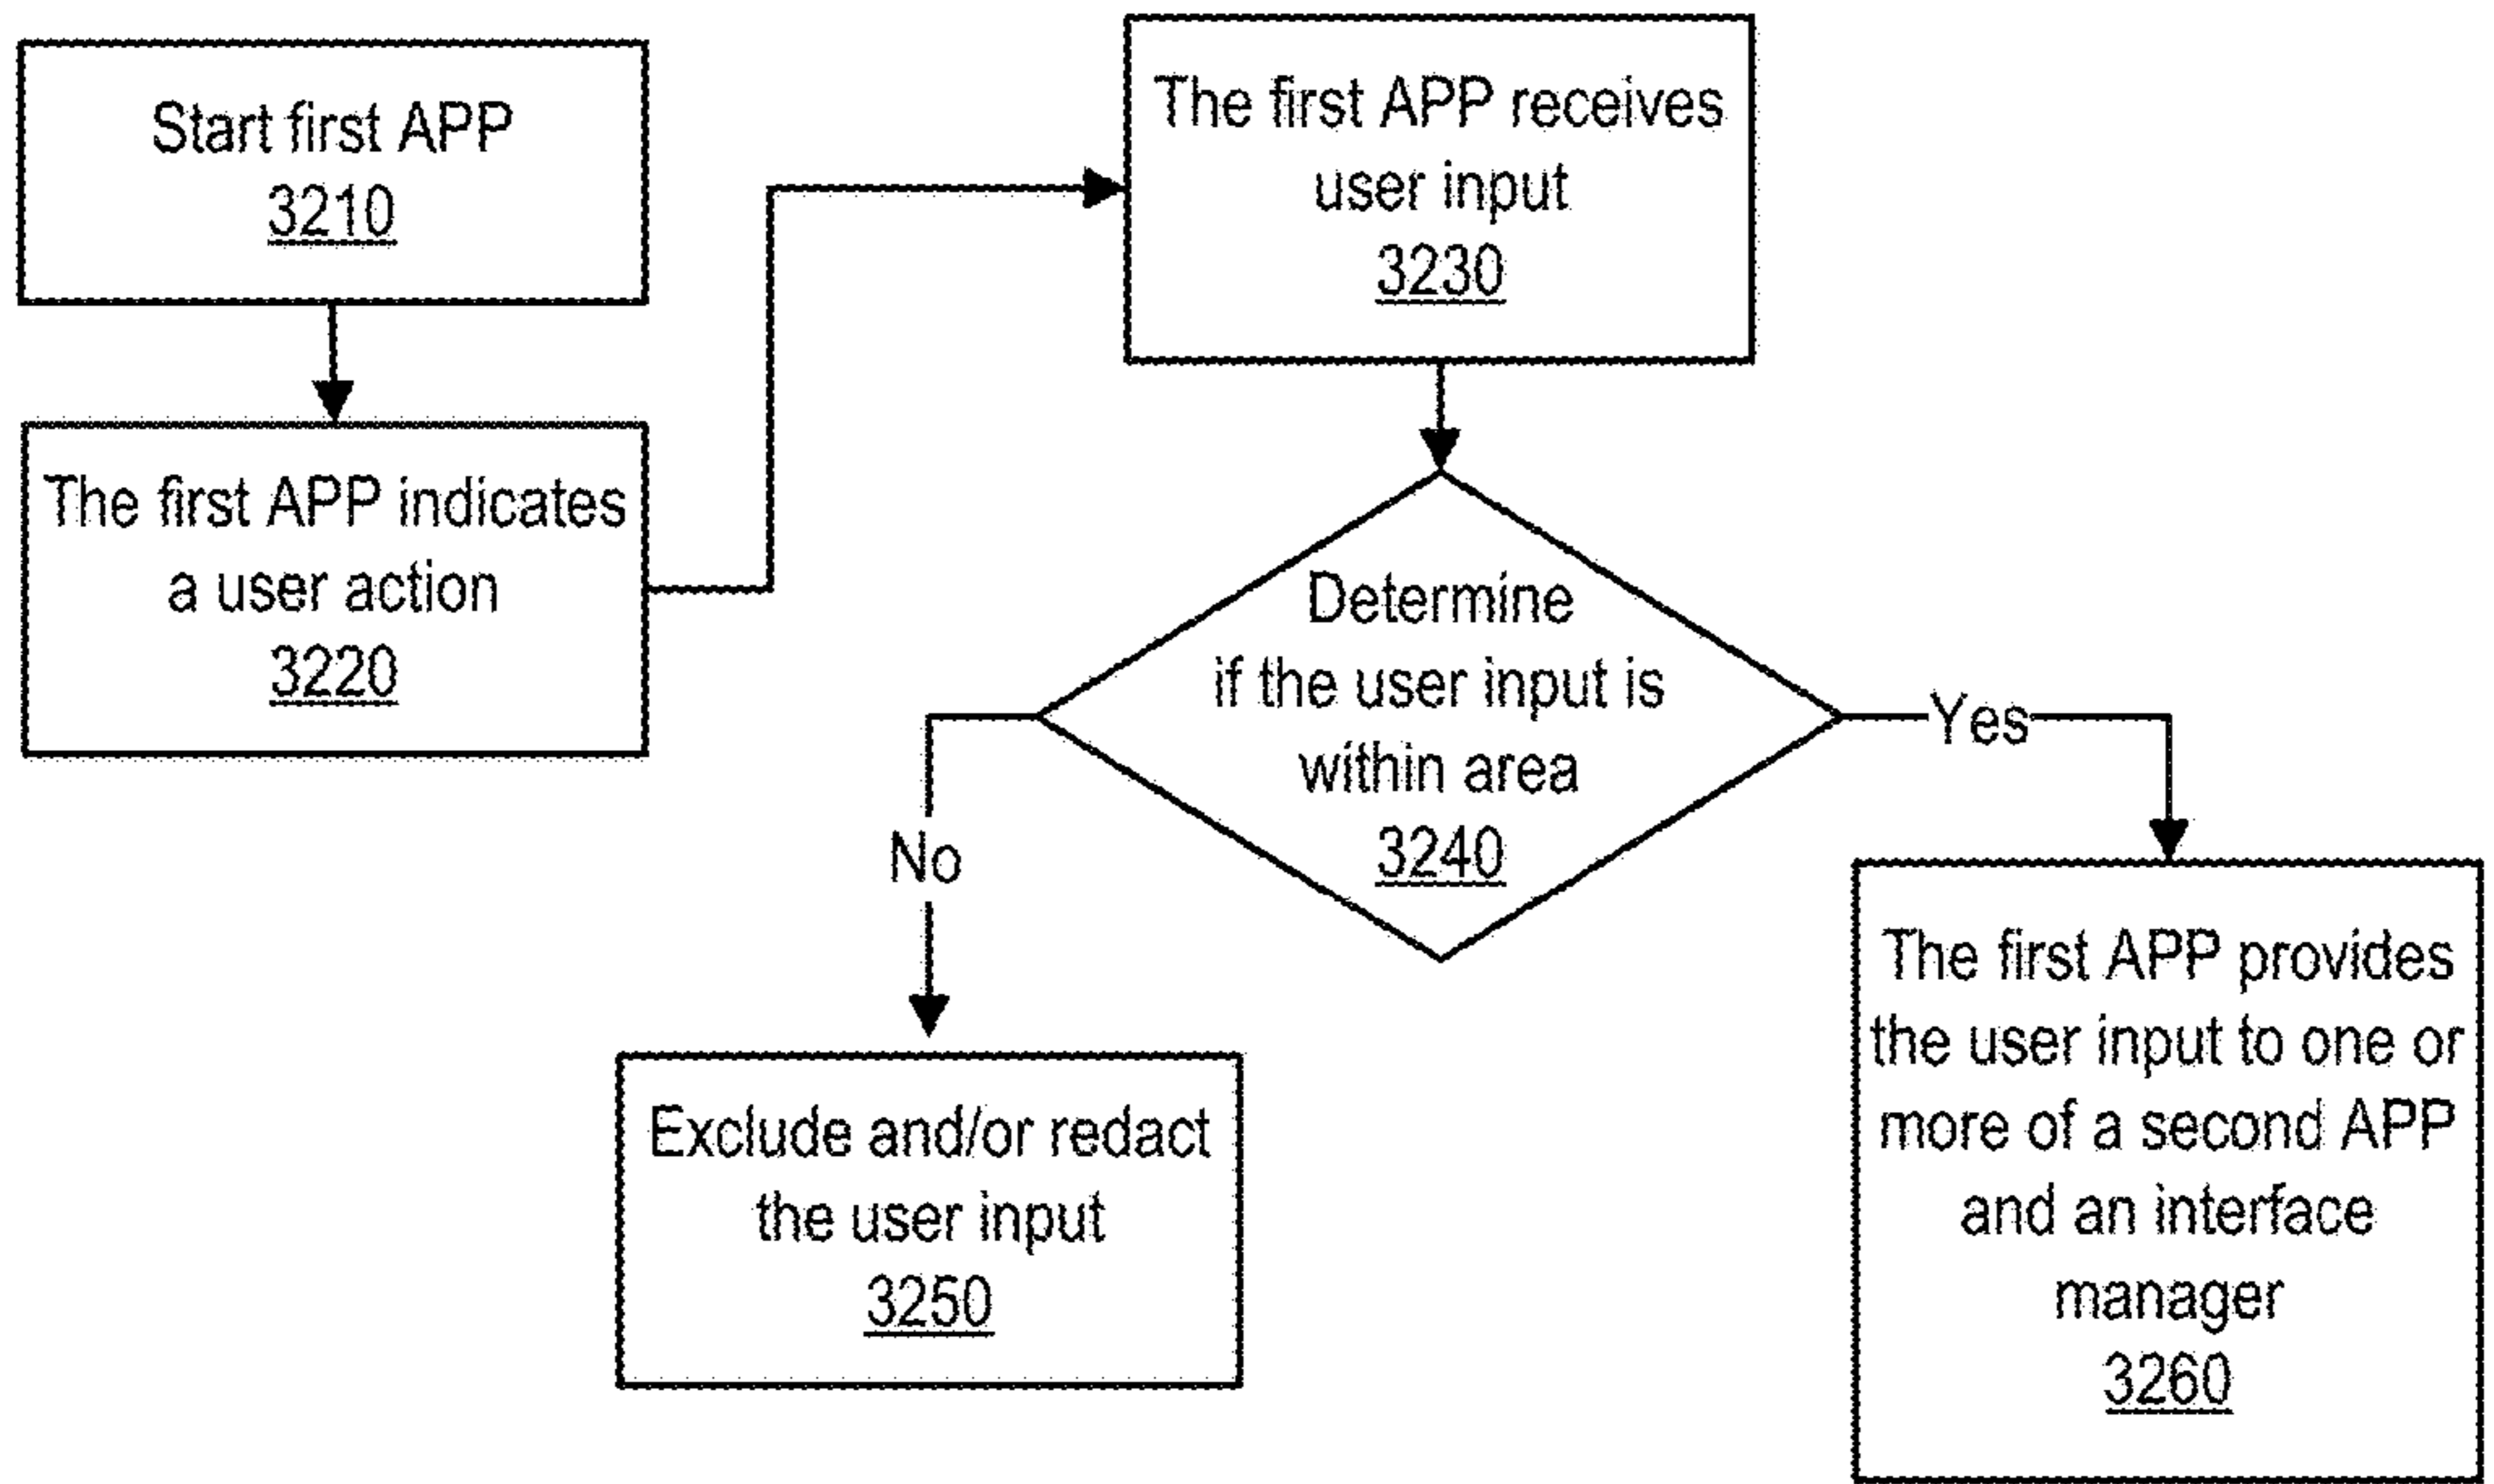 Start first APP
3210
The first APP indicates
a user action
3220
The first APP receives
user input
3230
Determine
if the user input is
within area
3240
No
Yes
Exclude and/or redact
the user input
3250
The first APP provides
the user input to one or
more of a second APP
and an interface
manager
3260